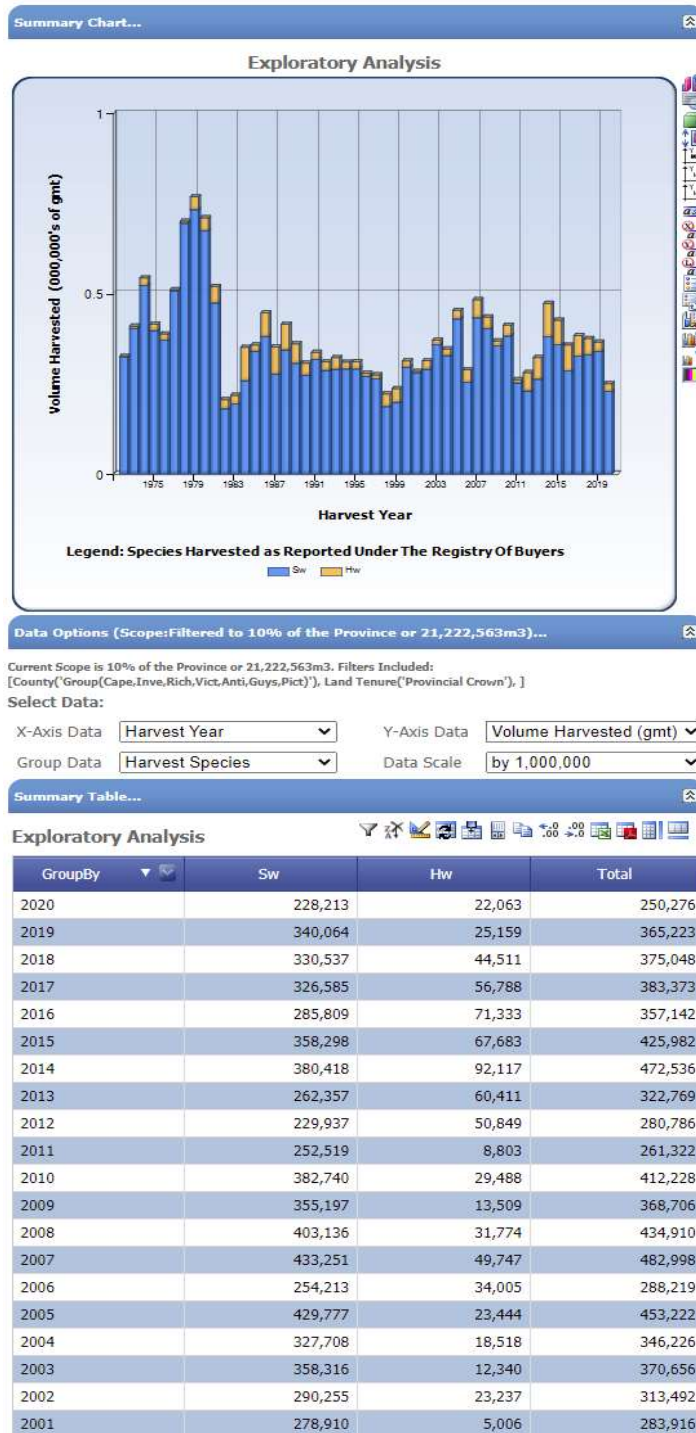 Summary Chart...
Exploratory Analysis
1
0.5
0
Volume Harvested (000,000's of gmt)
1975 1979 1983 1987 1991 1995 1999 2003 2007 2011 2015 2019
Harvest Year
Legend: Species Harvested as Reported Under The Registry Of Buyers
Sw Hw
Data Options (Scope:Filtered to 10% of the Province or 21,222,563m3)...
Current Scope is 10% of the Province or 21,222,563m3. Filters Included:
[County('Group(Cape,Inve,Rich,Vict,Anti,Guys,Pict)'), Land Tenure('Provincial Crown'), ]
Select Data:
X-Axis Data Harvest Year Y-Axis Data Volume Harvested (gmt)
Group Data Harvest Species Data Scale by 1,000,000
Summary Table...
Exploratory Analysis
GroupBy Sw Hw Total
2020 228,213 22,063 250,276
2019 340,064 25,159 365,223
2018 330,537 44,511 375,048
2017 326,585 56,788 383,373
2016 285,809 71,333 357,142
2015 358,298 67,683 425,982
2014 380,418 92,117 472,536
2013 262,357 60,411 322,769
2012 229,937 50,849 280,786
2011 252,519 8,803 261,322
2010 382,740 29,488 412,228
2009 355,197 13,509 368,706
2008 403,136 31,774 434,910
2007 433,251 49,747 482,998
2006 254,213 34,005 288,219
2005 429,777 23,444 453,222
2004 327,708 18,518 346,226
2003 358,316 12,340 370,656
2002 290,255 23,237 313,492
2001 278,910 5,006 283,916